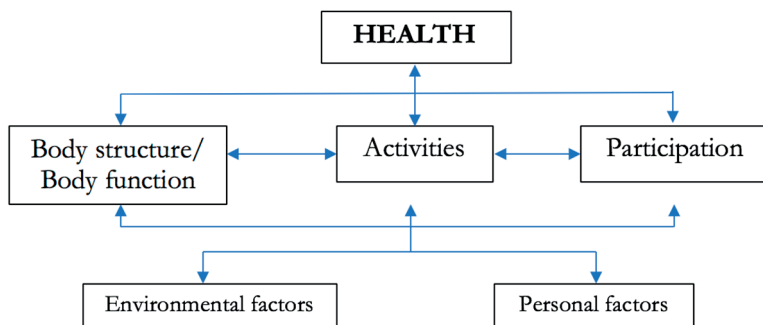 HEALTH
Body structure/
Body function
Activities
Participation
Environmental factors
Personal factors